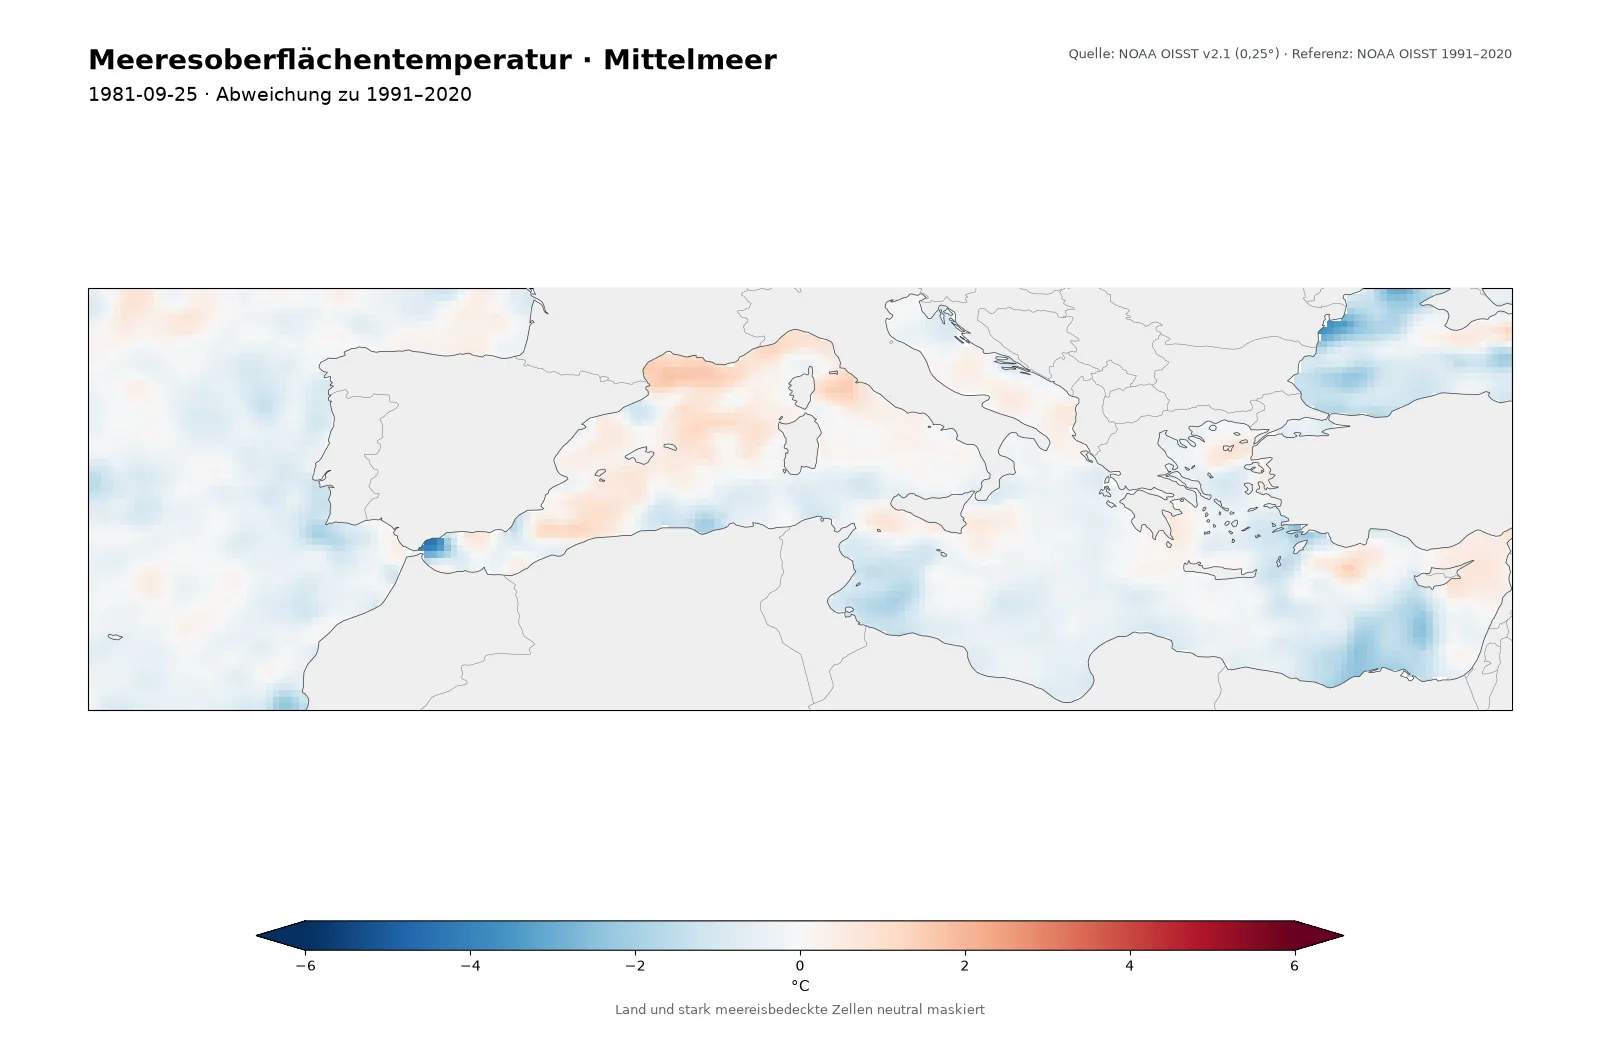 Meeresoberflächentemperatur · Mittelmeer
Quelle: NOAA OISST v2.1 (0,25°) · Referenz: NOAA OISST 1991–2020
1981-09-25 · Abweichung zu 1991–2020
−6 −4 −2 0 2 4 6
°C
Land und stark meereisbedeckte Zellen neutral maskiert